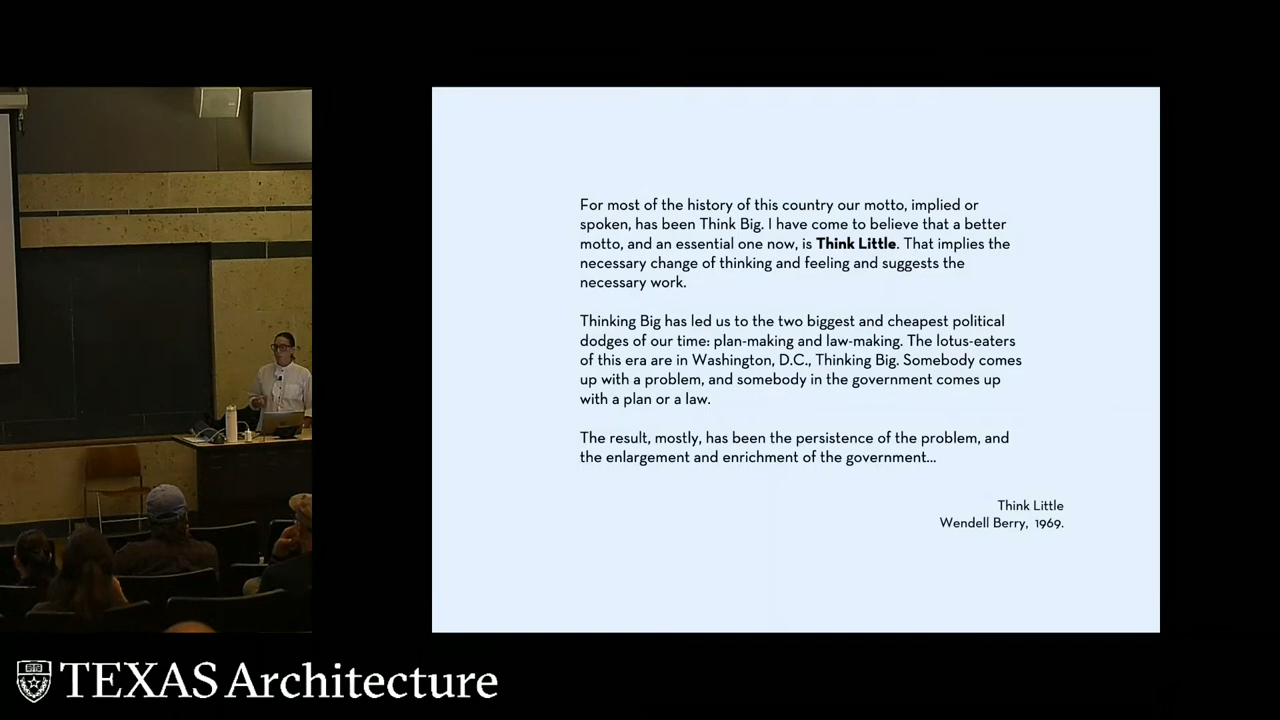 For most of the history of this country our motto, implied or
spoken, has been Think Big. I have come to believe that a better
motto, and an essential one now, is Think Little. That implies the
necessary change of thinking and feeling and suggests the
necessary work.
Thinking Big has led us to the two biggest and cheapest political
dodges of our time: plan-making and law-making. The lotus-eaters
of this era are in Washington, D.C., Thinking Big. Somebody comes
up with a problem, and somebody in the government comes up
with a plan or a law.
The result, mostly, has been the persistence of the problem, and
the enlargement and enrichment of the government...
Think Little
Wendell Berry, 1969.
TEXAS Architecture